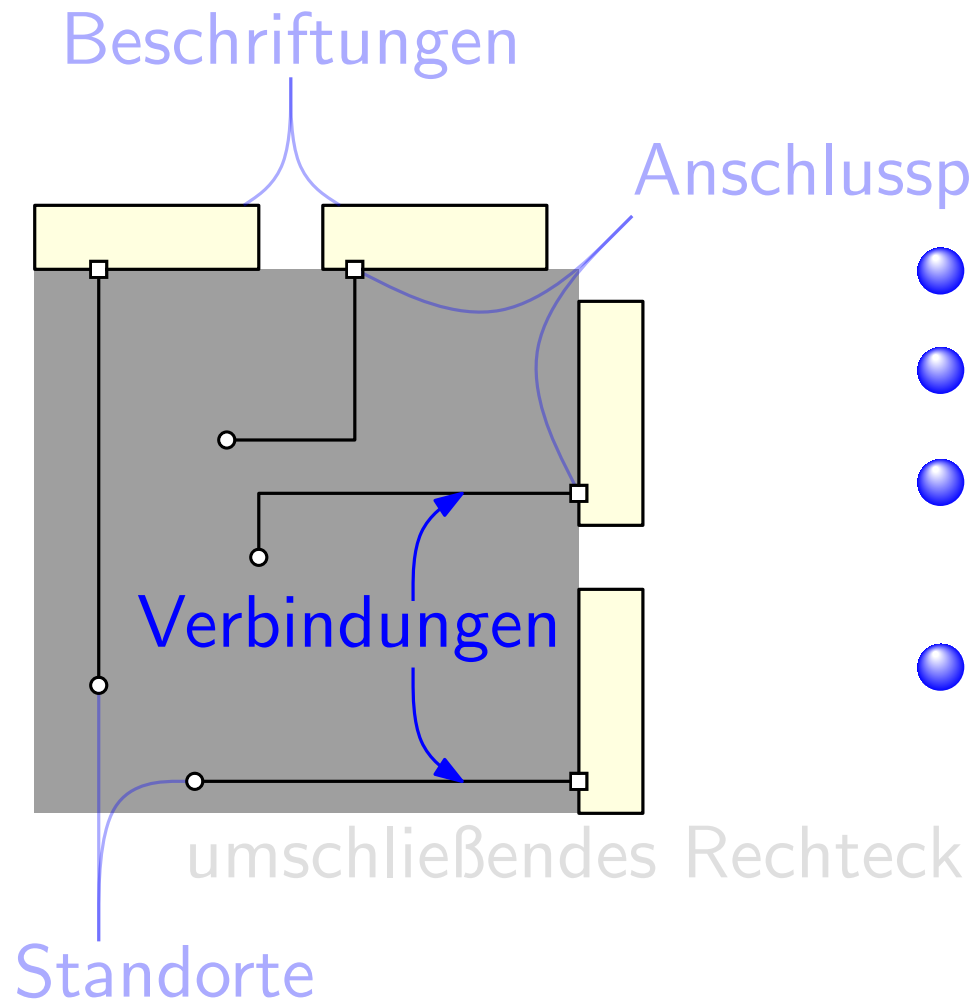 Beschriftungen
Anschlussp
Verbindungen
umschließendes Rechteck
Standorte